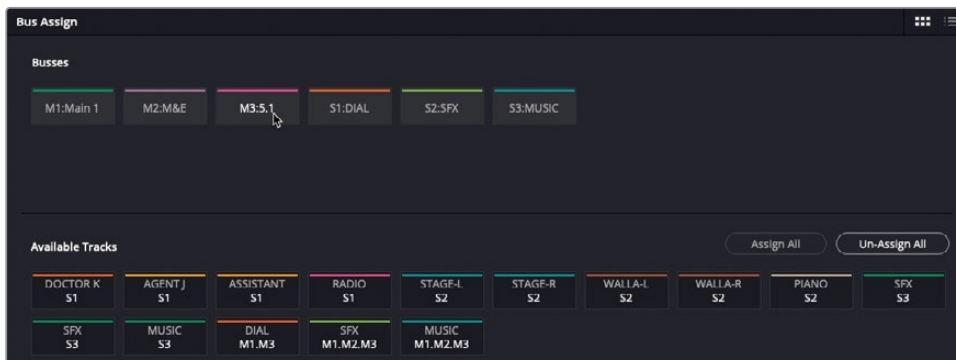 Bus Assign
Busses
M1:Main 1 M2:M&E M3:5.1 S1:DIAL S2:SFX S3:MUSIC
Available Tracks Assign All Un-Assign All
DOCTOR K AGENT J ASSISTANT RADIO STAGE-L STAGE-R WALLA-L WALLA-R PIANO SFX
S1 S1 S1 S1 S2 S2 S2 S2 S2 S3
SFX MUSIC DIAL SFX MUSIC
S3 S3 M1.M3 M1.M2.M3 M1.M2.M3